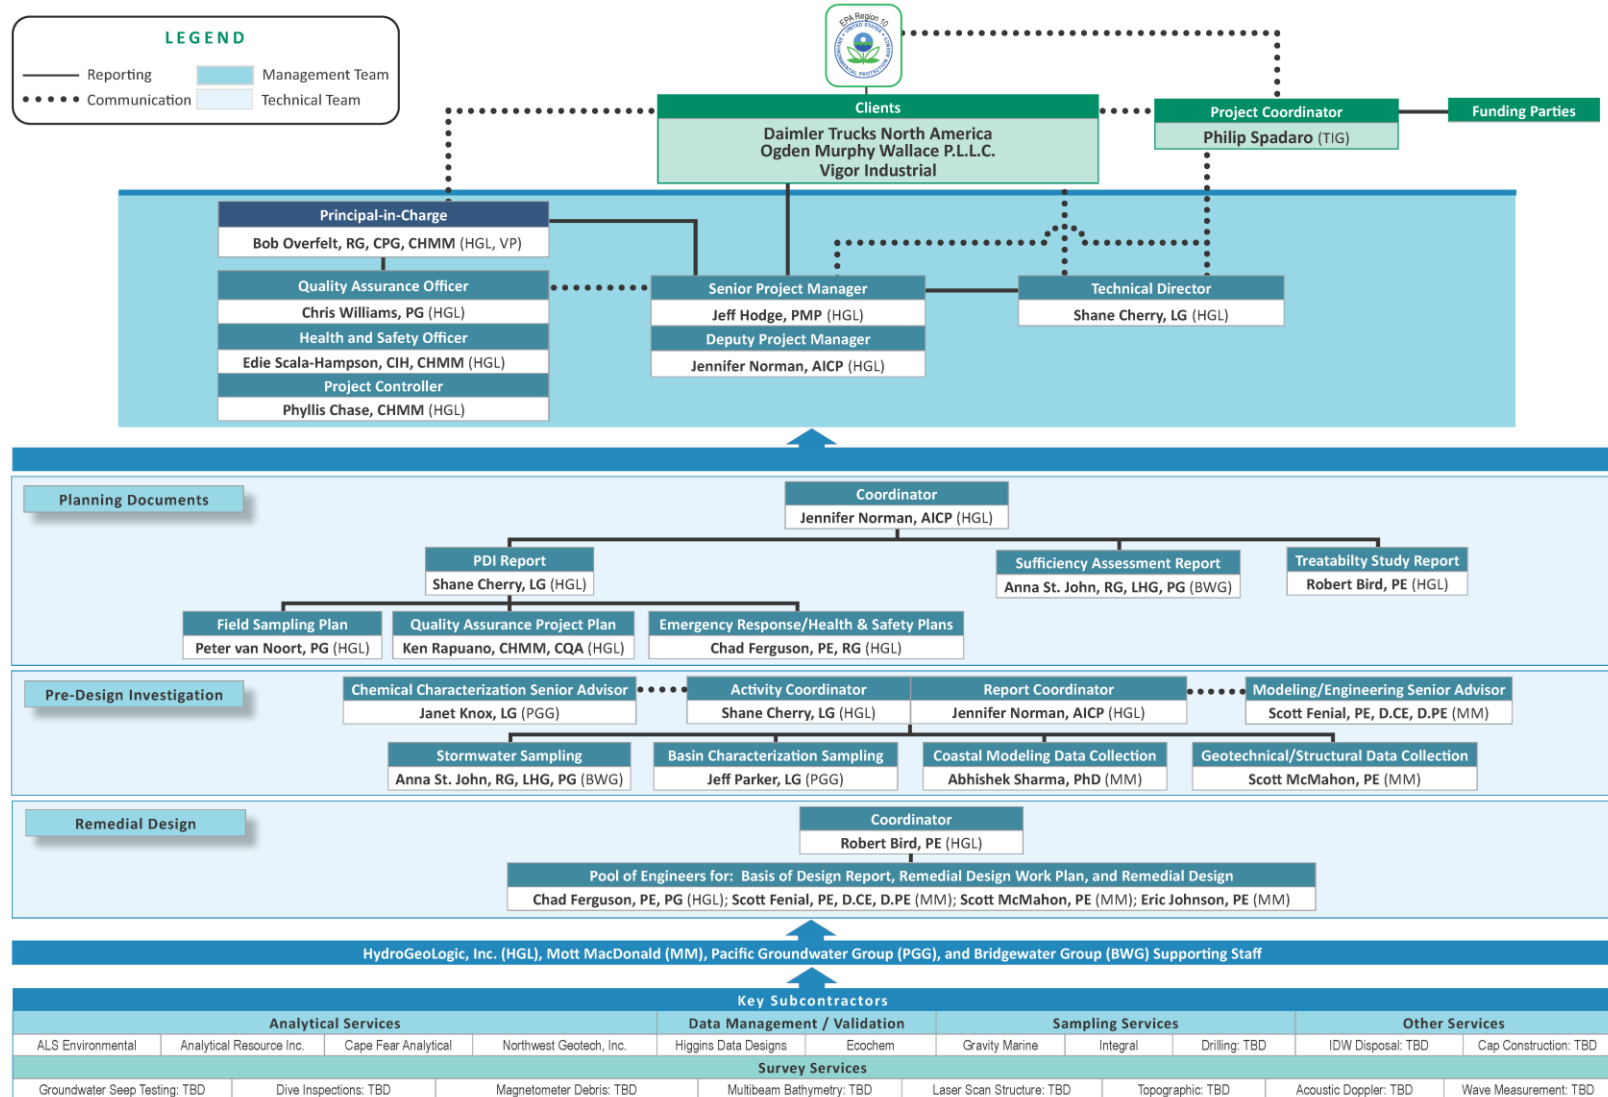 LEGEND
Reporting
Management Team
Communication
Technical Team
EPA Region 10
UNITED STATES
ENVIRONMENTAL PROTECTION AGENCY
Clients
Daimler Trucks North America
Ogden Murphy Wallace P.L.L.C.
Vigor Industrial
Project Coordinator
Philip Spadaro (TIG)
Funding Parties
Principal-in-Charge
Bob Overfelt, RG, CPG, CHMM (HGL, VP)
Quality Assurance Officer
Chris Williams, PG (HGL)
Health and Safety Officer
Edie Scala-Hampson, CIH, CHMM (HGL)
Project Controller
Phyllis Chase, CHMM (HGL)
Senior Project Manager
Jeff Hodge, PMP (HGL)
Deputy Project Manager
Jennifer Norman, AICP (HGL)
Technical Director
Shane Cherry, LG (HGL)
Planning Documents
Coordinator
Jennifer Norman, AICP (HGL)
PDI Report
Shane Cherry, LG (HGL)
Sufficiency Assessment Report
Anna St. John, RG, LHG, PG (BWG)
Treatabilty Study Report
Robert Bird, PE (HGL)
Field Sampling Plan
Peter van Noort, PG (HGL)
Quality Assurance Project Plan
Ken Rapuano, CHMM, CQA (HGL)
Emergency Response/Health & Safety Plans
Chad Ferguson, PE, RG (HGL)
Pre-Design Investigation
Chemical Characterization Senior Advisor
Janet Knox, LG (PGG)
Activity Coordinator
Shane Cherry, LG (HGL)
Report Coordinator
Jennifer Norman, AICP (HGL)
Modeling/Engineering Senior Advisor
Scott Fenial, PE, D.CE, D.PE (MM)
Stormwater Sampling
Anna St. John, RG, LHG, PG (BWG)
Basin Characterization Sampling
Jeff Parker, LG (PGG)
Coastal Modeling Data Collection
Abhishek Sharma, PhD (MM)
Geotechnical/Structural Data Collection
Scott McMahon, PE (MM)
Remedial Design
Coordinator
Robert Bird, PE (HGL)
Pool of Engineers for: Basis of Design Report, Remedial Design Work Plan, and Remedial Design
Chad Ferguson, PE, PG (HGL); Scott Fenial, PE, D.CE, D.PE (MM); Scott McMahon, PE (MM); Eric Johnson, PE (MM)
HydroGeoLogic, Inc. (HGL), Mott MacDonald (MM), Pacific Groundwater Group (PGG), and Bridgewater Group (BWG) Supporting Staff
Key Subcontractors
Analytical Services
Data Management / Validation
Sampling Services
Other Services
ALS Environmental
Analytical Resource Inc.
Cape Fear Analytical
Northwest Geotech, Inc.
Higgins Data Designs
Ecochem
Gravity Marine
Integral
Drilling: TBD
IDW Disposal: TBD
Cap Construction: TBD
Survey Services
Groundwater Seep Testing: TBD
Dive Inspections: TBD
Magnetometer Debris: TBD
Multibeam Bathymetry: TBD
Laser Scan Structure: TBD
Topographic: TBD
Acoustic Doppler: TBD
Wave Measurement: TBD